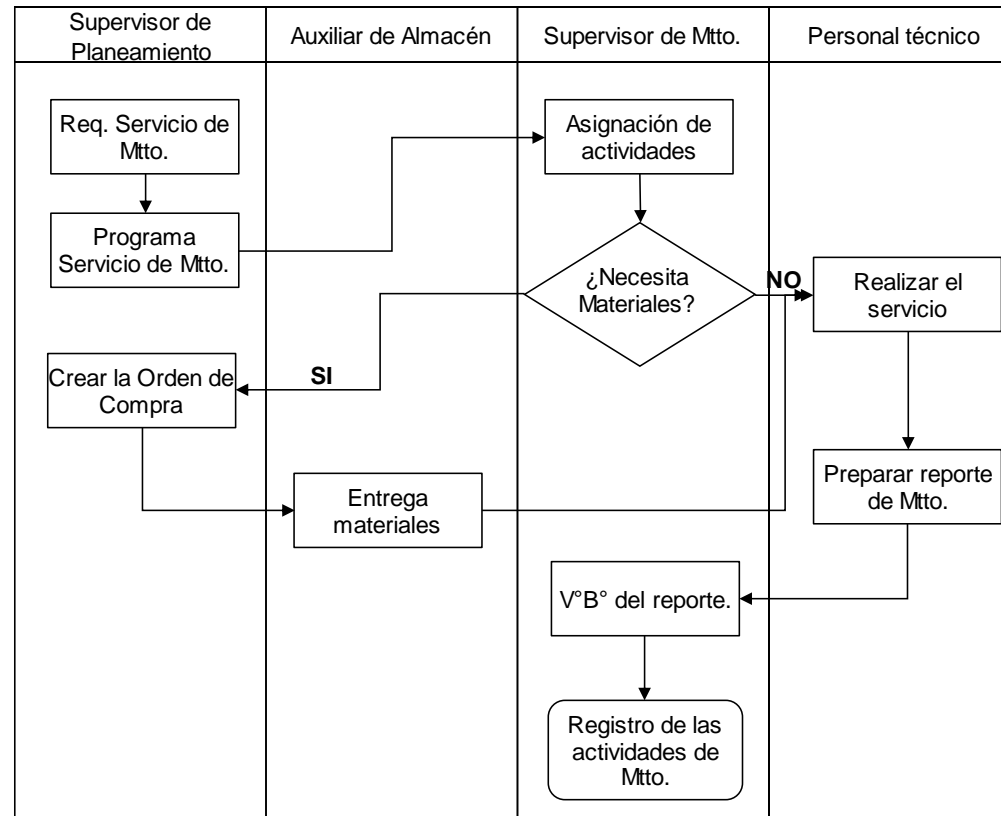 Supervisor de
Planeamiento
Auxiliar de Almacén
Supervisor de Mtto.
Personal técnico
Req. Servicio de
Mtto.
Asignación de
actividades
Programa
Servicio de Mtto.
¿Necesita
Materiales?
NO
Realizar el
servicio
SI
Crear la Orden de
Compra
Entrega
materiales
Preparar reporte
de Mtto.
V°B° del reporte.
Registro de las
actividades de
Mtto.